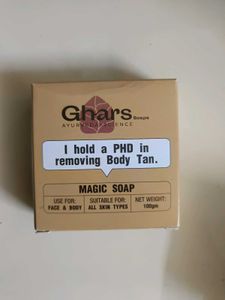 Ghars Soaps
AYURVEDA SCIENCE
I hold a PHD in
removing Body Tan.
MAGIC SOAP
USE FOR:
FACE & BODY
SUITABLE FOR:
ALL SKIN TYPES
NET WEIGHT:
100gm